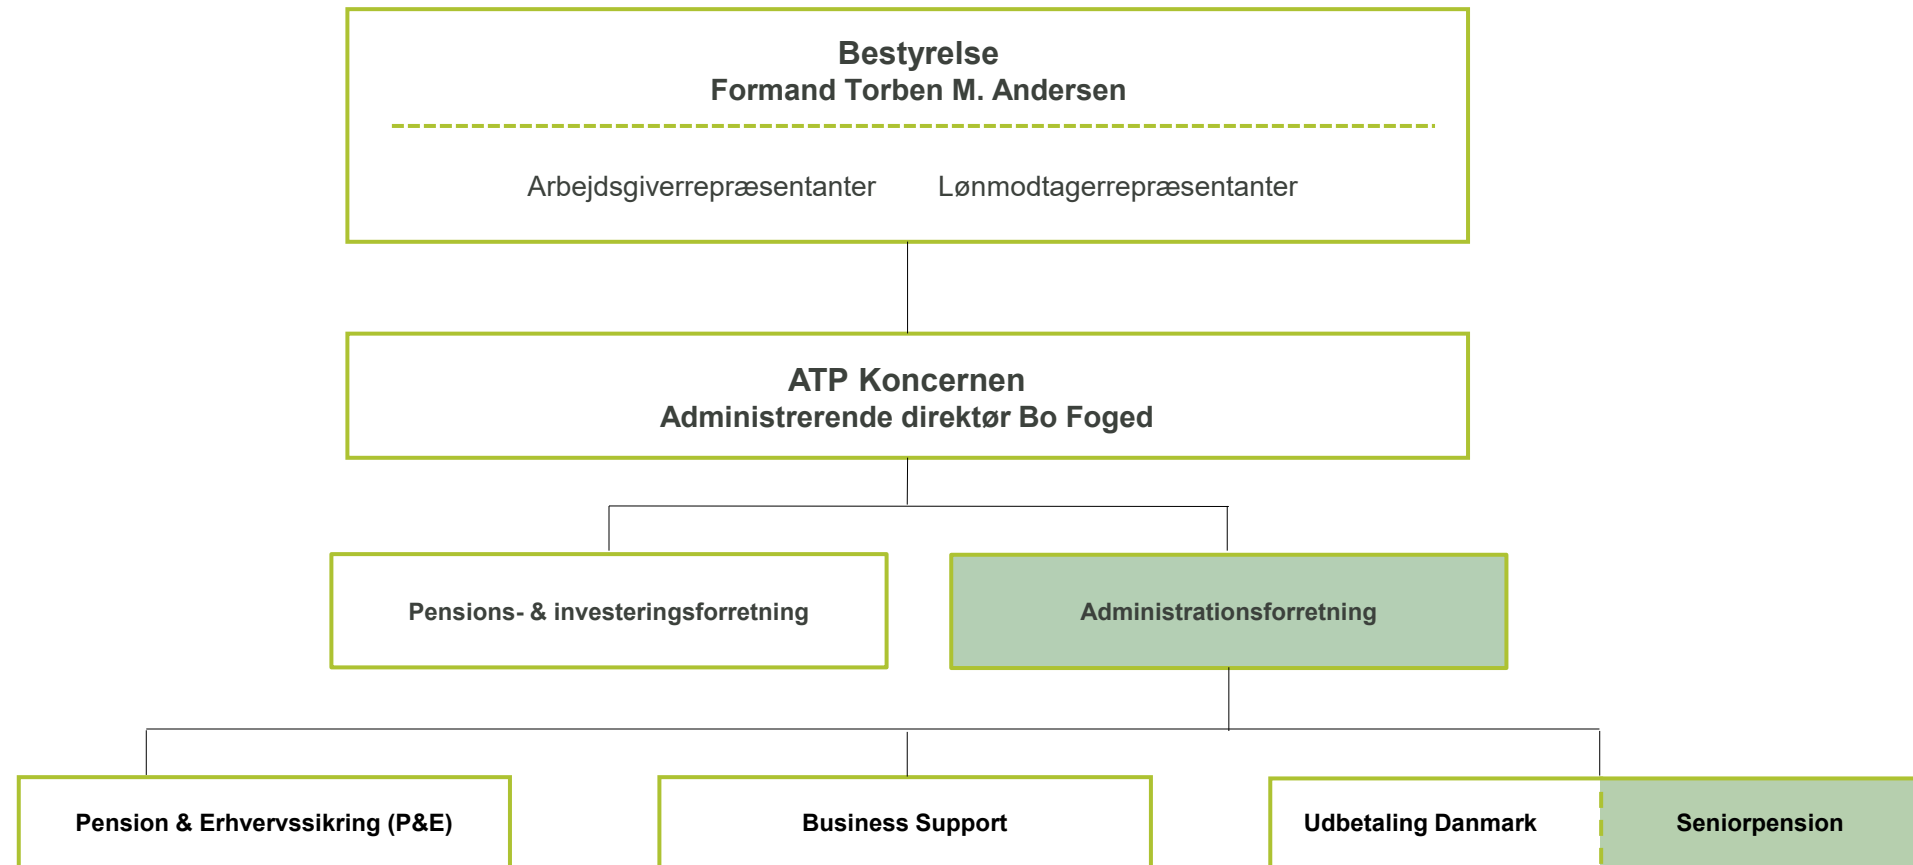 Bestyrelse
Formand Torben M. Andersen
Arbejdsgiverrepræsentanter Lønmodtagerrepræsentanter
ATP Koncernen
Administrerende direktør Bo Foged
Pensions- & investeringsforretning Administrationsforretning
Pension & Erhvervssikring (P&E) Business Support Udbetaling Danmark Seniorpension